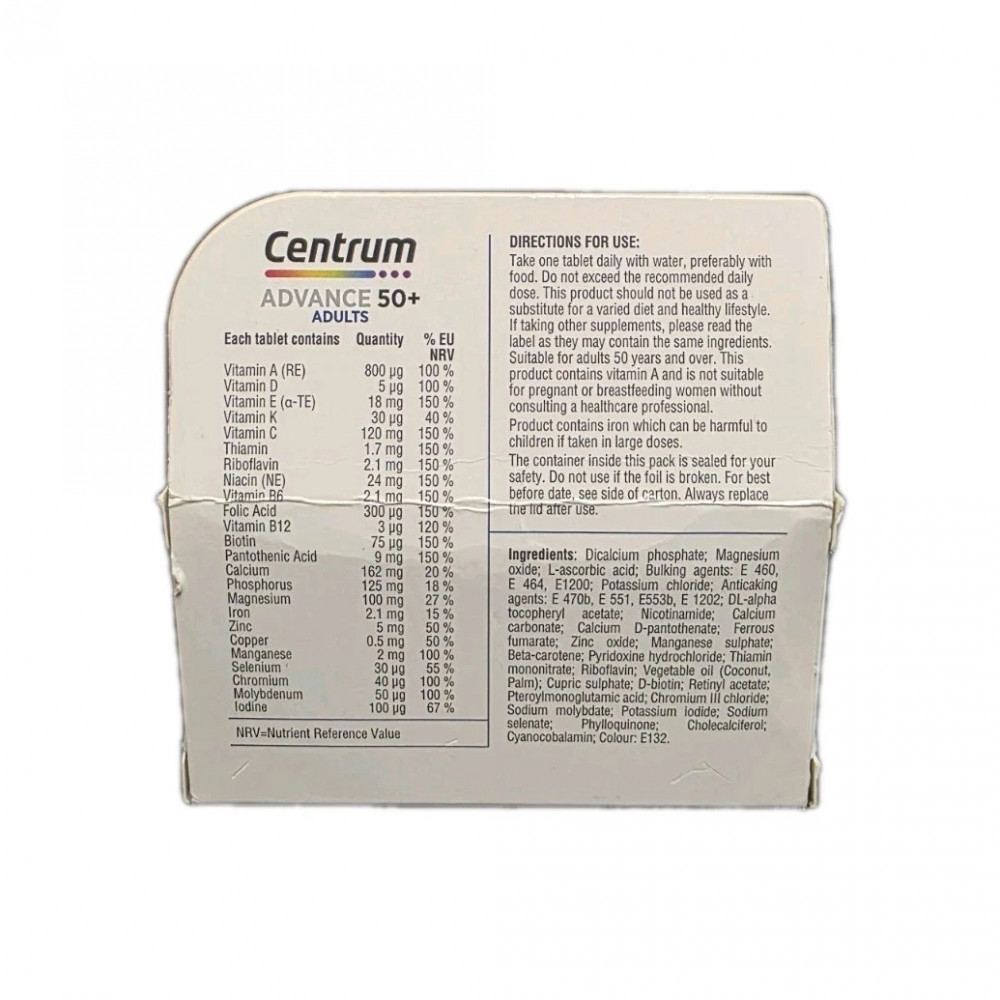 Centrum
ADVANCE 50+
ADULTS
Each tablet contains Quantity % EU
NRV
Vitamin A (RE) 800 µg 100 %
Vitamin D 5 µg 100 %
Vitamin E (α-TE) 18 mg 150 %
Vitamin K 30 µg 40 %
Vitamin C 120 mg 150 %
Thiamin 1.7 mg 150 %
Riboflavin 2.1 mg 150 %
Niacin (NE) 24 mg 150 %
Vitamin B6 2.1 mg 150 %
Folic Acid 300 µg 150 %
Vitamin B12 3 µg 120 %
Biotin 75 µg 150 %
Pantothenic Acid 9 mg 150 %
Calcium 162 mg 20 %
Phosphorus 125 mg 18 %
Magnesium 100 mg 27 %
Iron 2.1 mg 15 %
Zinc 5 mg 50 %
Copper 0.5 mg 50 %
Manganese 2 mg 100 %
Selenium 30 µg 55 %
Chromium 40 µg 100 %
Molybdenum 50 µg 100 %
Iodine 100 µg 67 %
NRV=Nutrient Reference Value
DIRECTIONS FOR USE:
Take one tablet daily with water, preferably with
food. Do not exceed the recommended daily
dose. This product should not be used as a
substitute for a varied diet and healthy lifestyle.
If taking other supplements, please read the
label as they may contain the same ingredients.
Suitable for adults 50 years and over. This
product contains vitamin A and is not suitable
for pregnant or breastfeeding women without
consulting a healthcare professional.
Product contains iron which can be harmful to
children if taken in large doses.
The container inside this pack is sealed for your
safety. Do not use if the foil is broken. For best
before date, see side of carton. Always replace
the lid after use.
Ingredients: Dicalcium phosphate; Magnesium
oxide; L-ascorbic acid; Bulking agents: E 460,
E 464, E1200; Potassium chloride; Anticaking
agents: E 470b, E 551, E553b, E 1202; DL-alpha
tocopheryl acetate; Nicotinamide; Calcium
carbonate; Calcium D-pantothenate; Ferrous
fumarate; Zinc oxide; Manganese sulphate;
Beta-carotene; Pyridoxine hydrochloride; Thiamin
mononitrate; Riboflavin; Vegetable oil (Coconut,
Palm); Cupric sulphate; D-biotin; Retinyl acetate;
Pteroylmonoglutamic acid; Chromium III chloride;
Sodium molybdate; Potassium iodide; Sodium
selenate; Phylloquinone; Cholecalciferol;
Cyanocobalamin; Colour: E132.